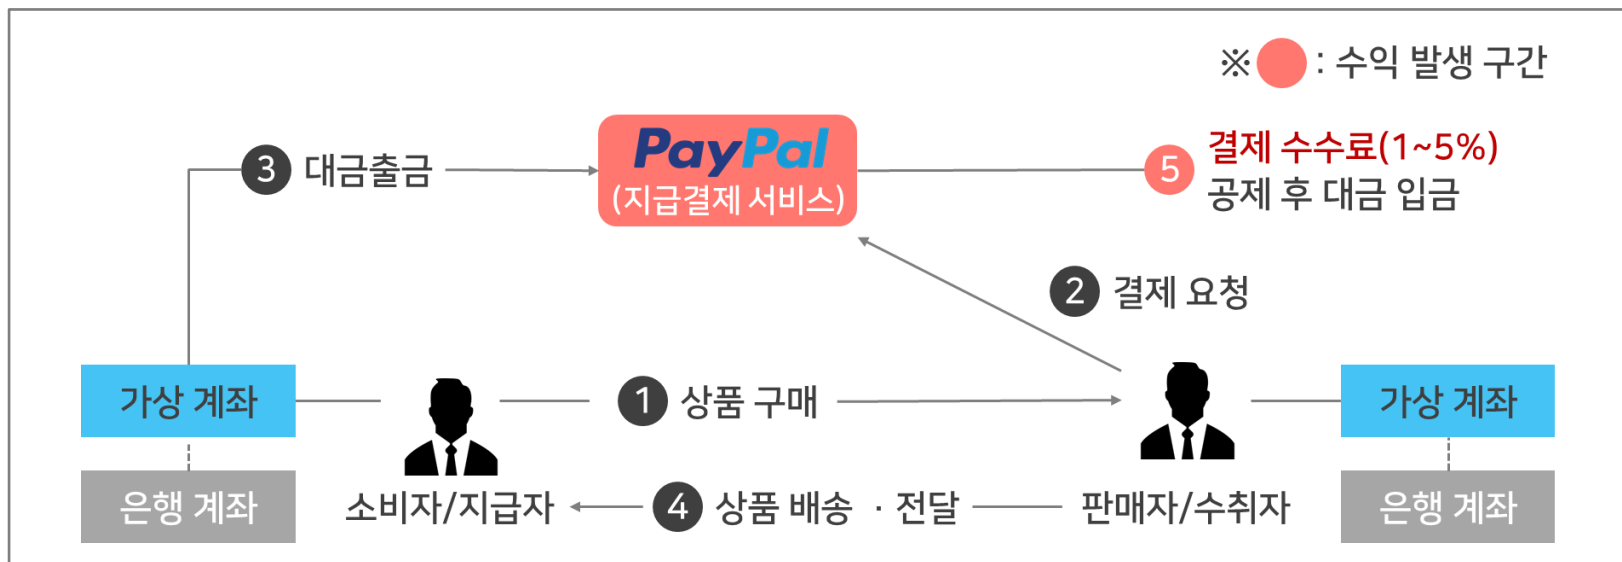 ※ : 수익 발생 구간
3 대금출금
PayPal
(지급결제 서비스)
5 결제 수수료(1~5%)
공제 후 대금 입금
2 결제 요청
가상 계좌
1 상품 구매
가상 계좌
은행 계좌
소비자/지급자
4 상품 배송 · 전달
판매자/수취자
은행 계좌